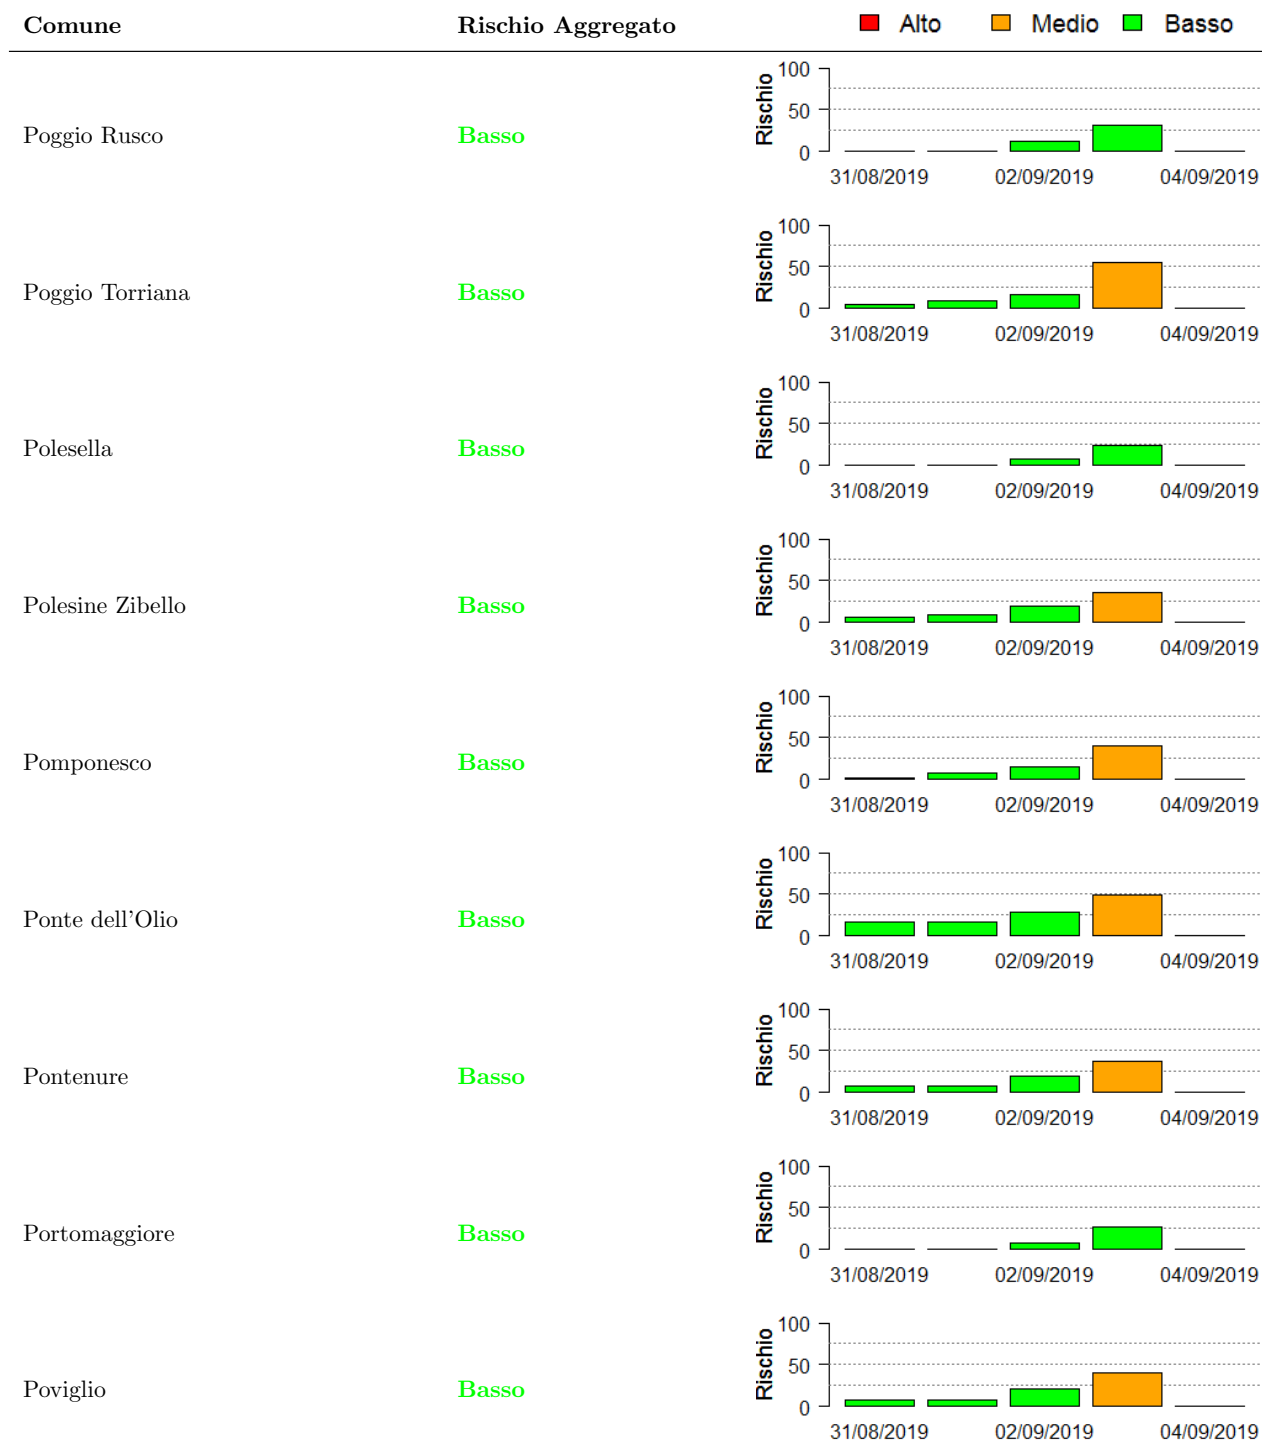 Comune Rischio Aggregato Alto Medio Basso
100
50
0
Rischio
Poggio Rusco Basso
31/08/2019 02/09/2019 04/09/2019
100
50
0
Rischio
Poggio Torriana Basso
31/08/2019 02/09/2019 04/09/2019
100
50
0
Rischio
Polesella Basso
31/08/2019 02/09/2019 04/09/2019
100
50
0
Rischio
Polesine Zibello Basso
31/08/2019 02/09/2019 04/09/2019
100
50
0
Rischio
Pomponesco Basso
31/08/2019 02/09/2019 04/09/2019
100
50
0
Rischio
Ponte dell'Olio Basso
31/08/2019 02/09/2019 04/09/2019
100
50
0
Rischio
Pontenure Basso
31/08/2019 02/09/2019 04/09/2019
100
50
0
Rischio
Portomaggiore Basso
31/08/2019 02/09/2019 04/09/2019
100
50
0
Rischio
Poviglio Basso
31/08/2019 02/09/2019 04/09/2019